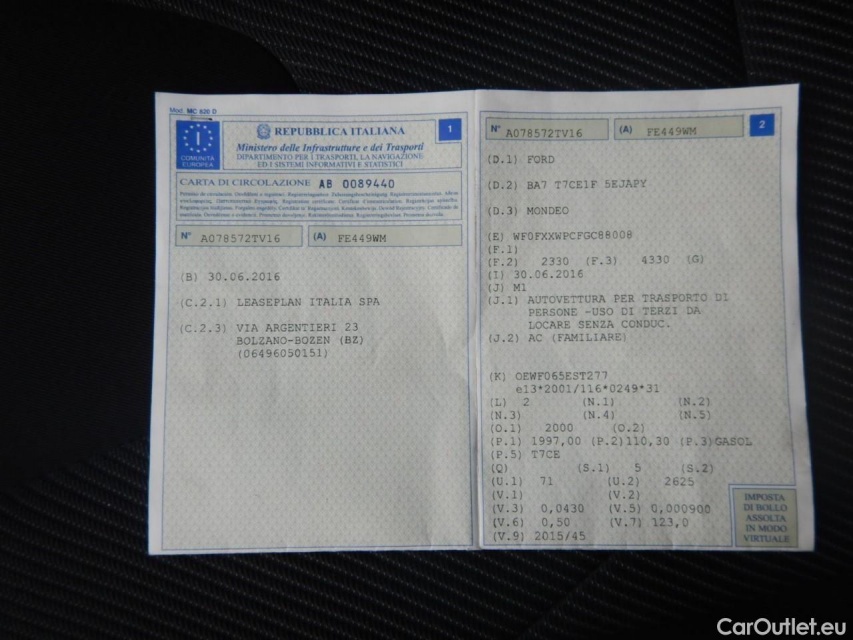 Mod. MC 820 D
I
COMUNITÀ
EUROPEA
REPUBBLICA ITALIANA
Ministero delle Infrastrutture e dei Trasporti
DIPARTIMENTO PER I TRASPORTI, LA NAVIGAZIONE
ED I SISTEMI INFORMATIVI E STATISTICI
1
CARTA DI CIRCOLAZIONE AB 0089440
N° A078572TV16 (A) FE449WM
(B) 30.06.2016
(C.2.1) LEASEPLAN ITALIA SPA
(C.2.3) VIA ARGENTIERI 23
BOLZANO-BOZEN (BZ)
(06496050151)
N° A078572TV16 (A) FE449WM 2
(D.1) FORD
(D.2) BA7 T7CE1F 5EJAPY
(D.3) MONDEO
(E) WF0FXXWPCFGC88008
(F.1)
(F.2) 2330 (F.3) 4330 (G)
(I) 30.06.2016
(J) M1
(J.1) AUTOVETTURA PER TRASPORTO DI
PERSONE -USO DI TERZI DA
LOCARE SENZA CONDUC.
(J.2) AC (FAMILIARE)
(K) OEWF065EST277
e13*2001/116*0249*31
(L) 2 (N.1) (N.2)
(N.3) (N.4) (N.5)
(O.1) 2000 (O.2)
(P.1) 1997,00 (P.2)110,30 (P.3)GASOL
(P.5) T7CE
(Q) (S.1) 5 (S.2)
(U.1) 71 (U.2) 2625
(V.1) (V.2)
(V.3) 0,0430 (V.5) 0,000900
(V.6) 0,50 (V.7) 123,0
(V.9) 2015/45
IMPOSTA
DI BOLLO
ASSOLTA
IN MODO
VIRTUALE
CarOutlet.eu